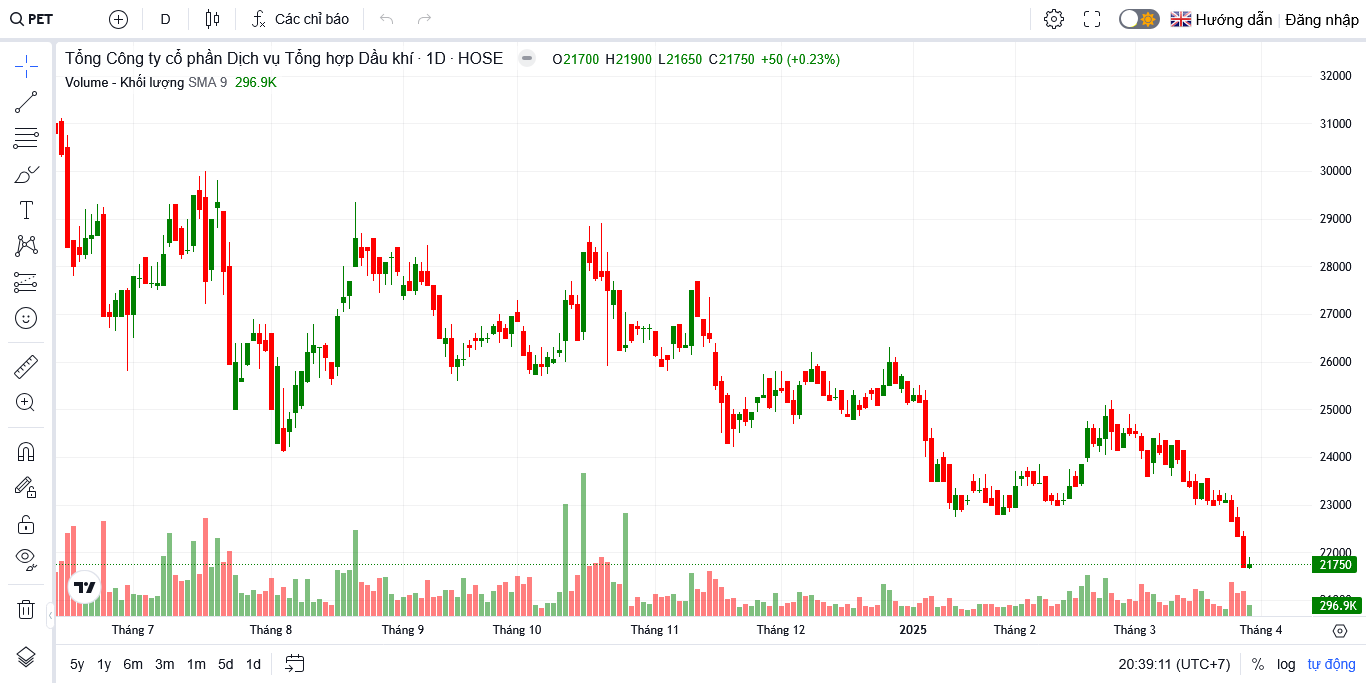 PET D Các chỉ báo Hướng dẫn Đăng nhập
Tổng Công ty cổ phần Dịch vụ Tổng hợp Dầu khí · 1D · HOSE O21700 H21900 L21650 C21750 +50 (+0.23%)
Volume - Khối lượng SMA 9 296.9K
32000
31000
30000
29000
28000
27000
26000
25000
24000
23000
22000
21750
296.9K
Tháng 7 Tháng 8 Tháng 9 Tháng 10 Tháng 11 Tháng 12 2025 Tháng 2 Tháng 3 Tháng 4
5y 1y 6m 3m 1m 5d 1d 20:39:11 (UTC+7) % log tự động